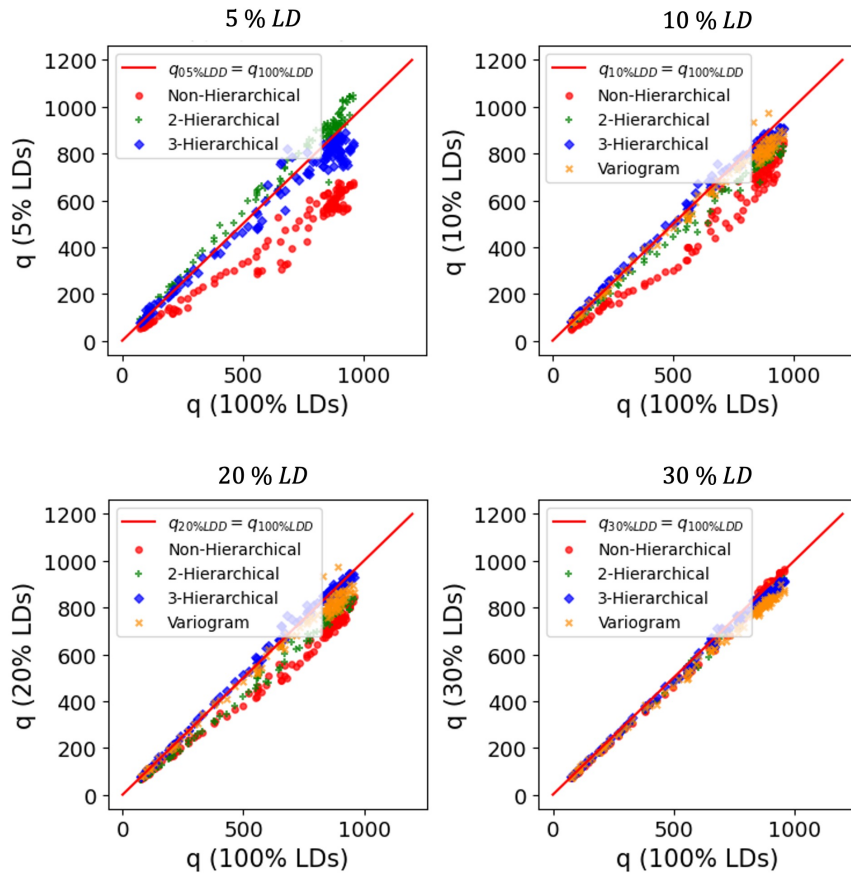 5 % LD
1200
1000
800
600
400
200
0
q (5% LDs)
q05%LDD = q100%LDD
Non-Hierarchical
2-Hierarchical
3-Hierarchical
0 500 1000
q (100% LDs)
10 % LD
1200
1000
800
600
400
200
0
q (10% LDs)
q10%LDD = q100%LDD
Non-Hierarchical
2-Hierarchical
3-Hierarchical
Variogram
0 500 1000
q (100% LDs)
20 % LD
1200
1000
800
600
400
200
0
q (20% LDs)
q20%LDD = q100%LDD
Non-Hierarchical
2-Hierarchical
3-Hierarchical
Variogram
0 500 1000
q (100% LDs)
30 % LD
1200
1000
800
600
400
200
0
q (30% LDs)
q30%LDD = q100%LDD
Non-Hierarchical
2-Hierarchical
3-Hierarchical
Variogram
0 500 1000
q (100% LDs)